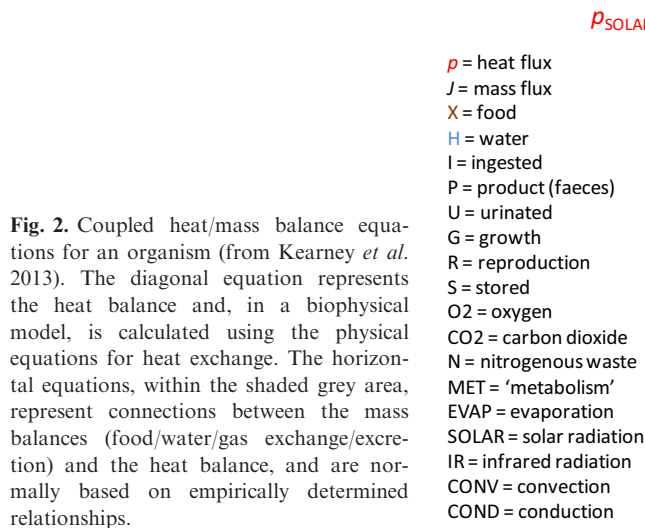 p_SOLA
p = heat flux
J = mass flux
X = food
H = water
I = ingested
P = product (faeces)
U = urinated
G = growth
R = reproduction
S = stored
O2 = oxygen
CO2 = carbon dioxide
N = nitrogenous waste
MET = ‘metabolism’
EVAP = evaporation
SOLAR = solar radiation
IR = infrared radiation
CONV = convection
COND = conduction
Fig. 2. Coupled heat/mass balance equa-
tions for an organism (from Kearney et al.
2013). The diagonal equation represents
the heat balance and, in a biophysical
model, is calculated using the physical
equations for heat exchange. The horizon-
tal equations, within the shaded grey area,
represent connections between the mass
balances (food/water/gas exchange/excre-
tion) and the heat balance, and are nor-
mally based on empirically determined
relationships.